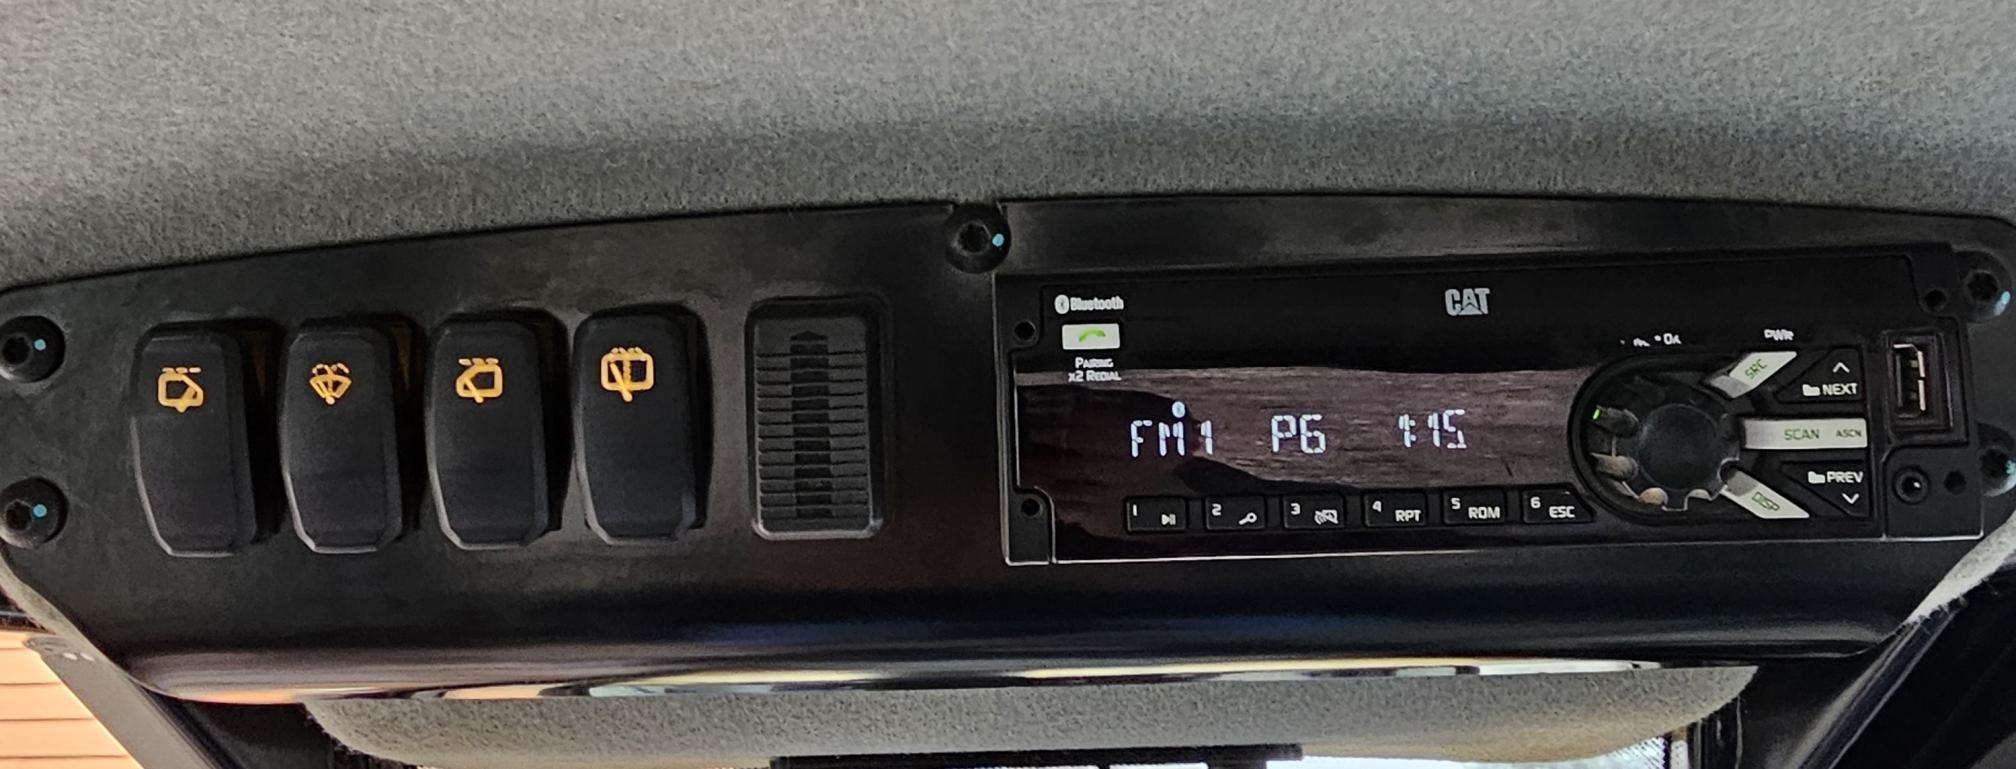 Bluetooth
CAT
PWR
PAIRING
x2 REDIAL
SRC
NEXT
FM1 P6 1:15
SCAN ASCN
PREV
1
2
3
4 RPT
5 RDM
6 ESC